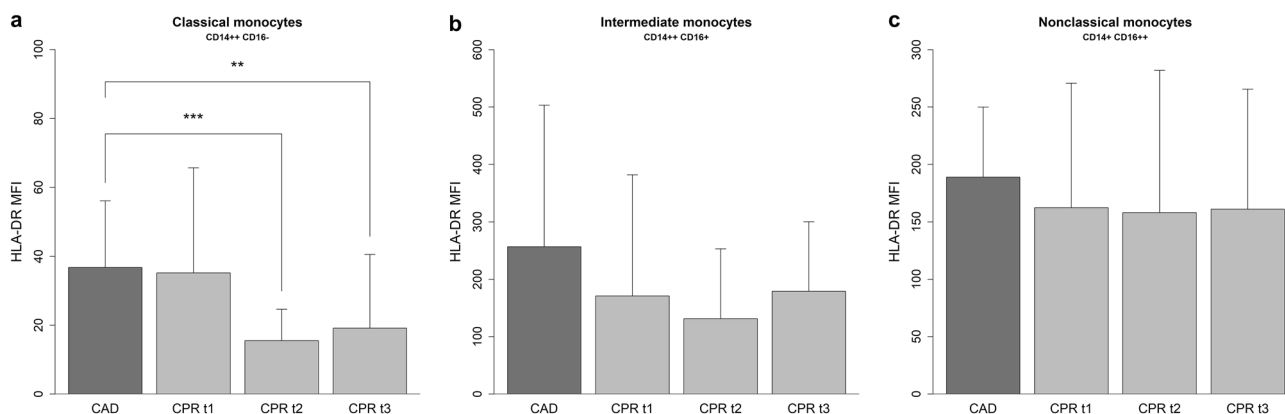 a
Classical monocytes
CD14++ CD16-
HLA-DR MFI
0
20
40
60
80
100
**
***
CAD
CPR t1
CPR t2
CPR t3
b
Intermediate monocytes
CD14++ CD16+
HLA-DR MFI
0
100
200
300
400
500
600
CAD
CPR t1
CPR t2
CPR t3
c
Nonclassical monocytes
CD14+ CD16++
HLA-DR MFI
0
50
100
150
200
250
300
CAD
CPR t1
CPR t2
CPR t3